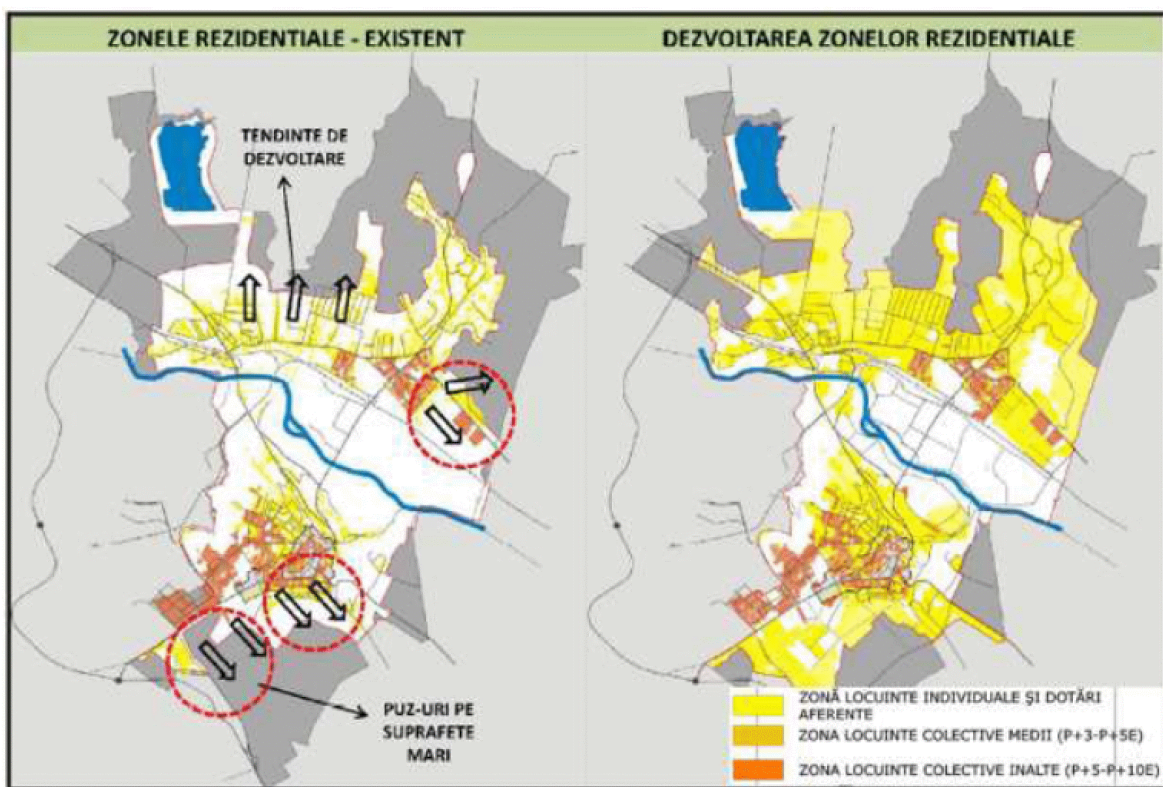 ZONELE REZIDENTIALE - EXISTENT
DEZVOLTAREA ZONELOR REZIDENTIALE
TENDINTE DE
DEZVOLTARE
PUZ-URI PE
SUPRAFETE
MARI
ZONĂ LOCUINTE INDIVIDUALE ŞI DOTĂRI
AFERENTE
ZONA LOCUINTE COLECTIVE MEDII (P+3-P+5E)
ZONA LOCUINTE COLECTIVE INALTE (P+5-P+10E)